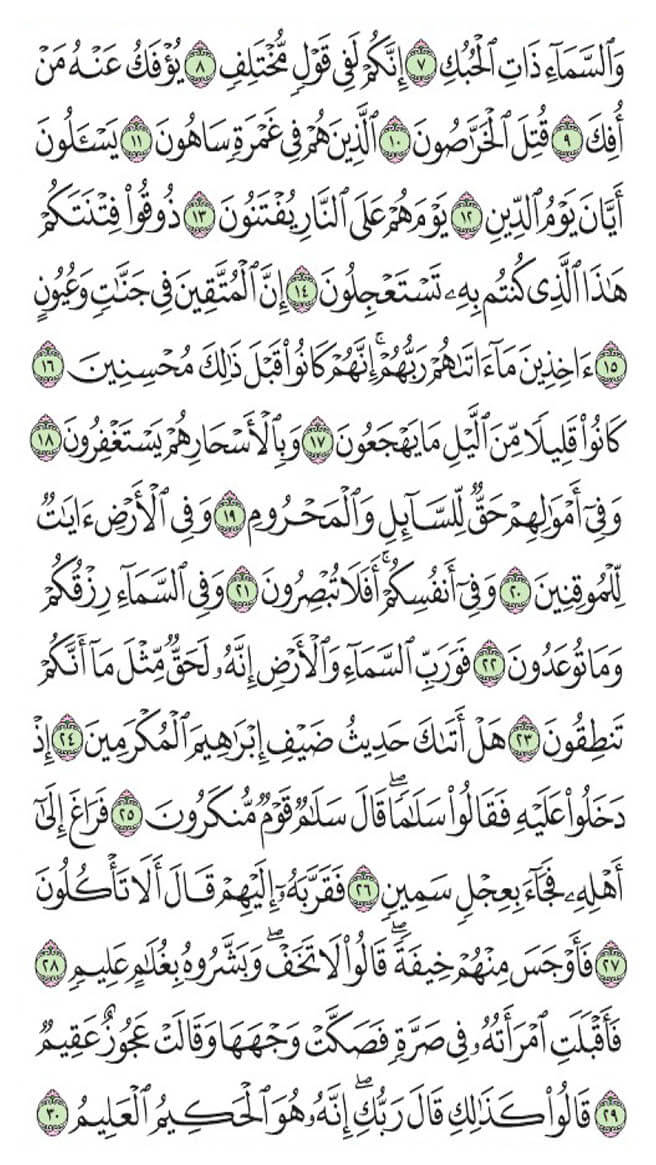 وَٱلسَّمَآءِ ذَاتِ ٱلْحُبُكِ ٧ إِنَّكُمْ لَفِى قَوْلٍ مُّخْتَلِفٍ ٨ يُؤْفَكُ عَنْهُ مَنْ
أُفِكَ ٩ قُتِلَ ٱلْخَرَّٰصُونَ ١٠ ٱلَّذِينَ هُمْ فِى غَمْرَةٍ سَاهُونَ ١١ يَسْـَٔلُونَ
أَيَّانَ يَوْمُ ٱلدِّينِ ١٢ يَوْمَ هُمْ عَلَى ٱلنَّارِ يُفْتَنُونَ ١٣ ذُوقُوا۟ فِتْنَتَكُمْ
هَٰذَا ٱلَّذِى كُنتُم بِهِۦ تَسْتَعْجِلُونَ ١٤ إِنَّ ٱلْمُتَّقِينَ فِى جَنَّٰتٍ وَعُيُونٍ
١٥ ءَاخِذِينَ مَآ ءَاتَىٰهُمْ رَبُّهُمْ ۚ إِنَّهُمْ كَانُوا۟ قَبْلَ ذَٰلِكَ مُحْسِنِينَ ١٦
كَانُوا۟ قَلِيلًا مِّنَ ٱلَّيْلِ مَا يَهْجَعُونَ ١٧ وَبِٱلْأَسْحَارِ هُمْ يَسْتَغْفِرُونَ ١٨
وَفِىٓ أَمْوَٰلِهِمْ حَقٌّ لِّلسَّآئِلِ وَٱلْمَحْرُومِ ١٩ وَفِى ٱلْأَرْضِ ءَايَٰتٌ
لِّلْمُوقِنِينَ ٢٠ وَفِىٓ أَنفُسِكُمْ ۚ أَفَلَا تُبْصِرُونَ ٢١ وَفِى ٱلسَّمَآءِ رِزْقُكُمْ
وَمَا تُوعَدُونَ ٢٢ فَوَرَبِّ ٱلسَّمَآءِ وَٱلْأَرْضِ إِنَّهُۥ لَحَقٌّ مِّثْلَ مَآ أَنَّكُمْ
تَنطِقُونَ ٢٣ هَلْ أَتَىٰكَ حَدِيثُ ضَيْفِ إِبْرَٰهِيمَ ٱلْمُكْرَمِينَ ٢٤ إِذْ
دَخَلُوا۟ عَلَيْهِ فَقَالُوا۟ سَلَٰمًا ۖ قَالَ سَلَٰمٌ قَوْمٌ مُّنكَرُونَ ٢٥ فَرَاغَ إِلَىٰٓ
أَهْلِهِۦ فَجَآءَ بِعِجْلٍ سَمِينٍ ٢٦ فَقَرَّبَهُۥٓ إِلَيْهِمْ قَالَ أَلَا تَأْكُلُونَ
٢٧ فَأَوْجَسَ مِنْهُمْ خِيفَةً ۖ قَالُوا۟ لَا تَخَفْ ۖ وَبَشَّرُوهُ بِغُلَٰمٍ عَلِيمٍ ٢٨
فَأَقْبَلَتِ ٱمْرَأَتُهُۥ فِى صَرَّةٍ فَصَكَّتْ وَجْهَهَا وَقَالَتْ عَجُوزٌ عَقِيمٌ
٢٩ قَالُوا۟ كَذَٰلِكِ قَالَ رَبُّكِ ۖ إِنَّهُۥ هُوَ ٱلْحَكِيمُ ٱلْعَلِيمُ ٣٠